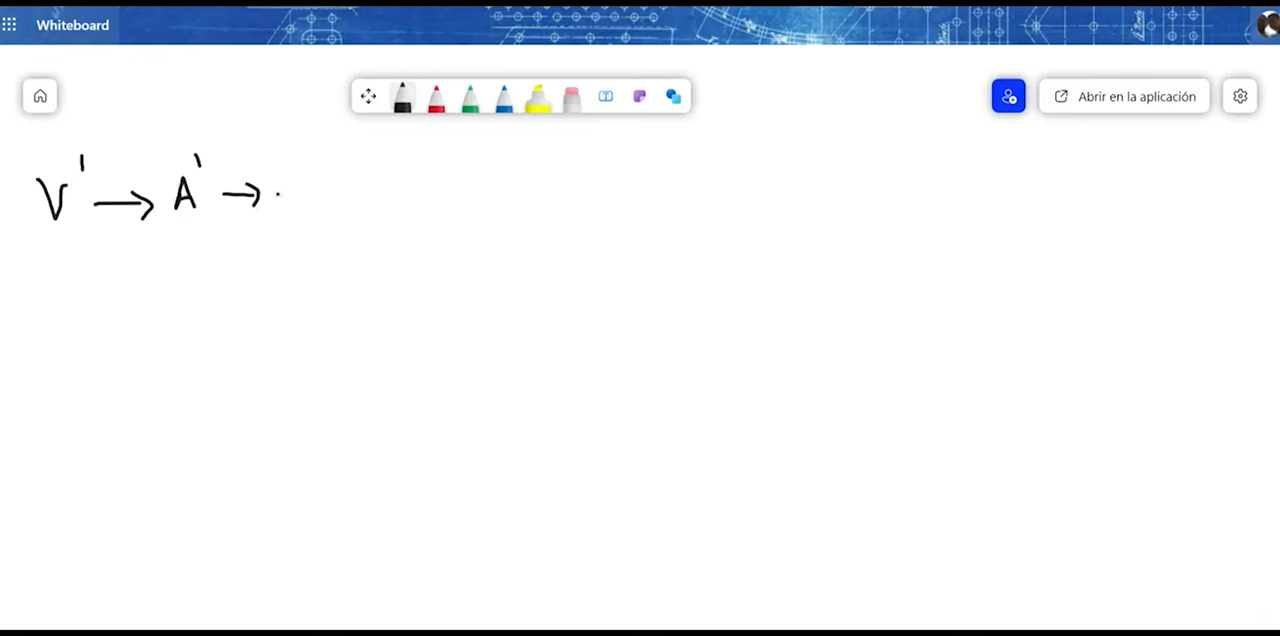 Whiteboard
Abrir en la aplicación
V' → A' →